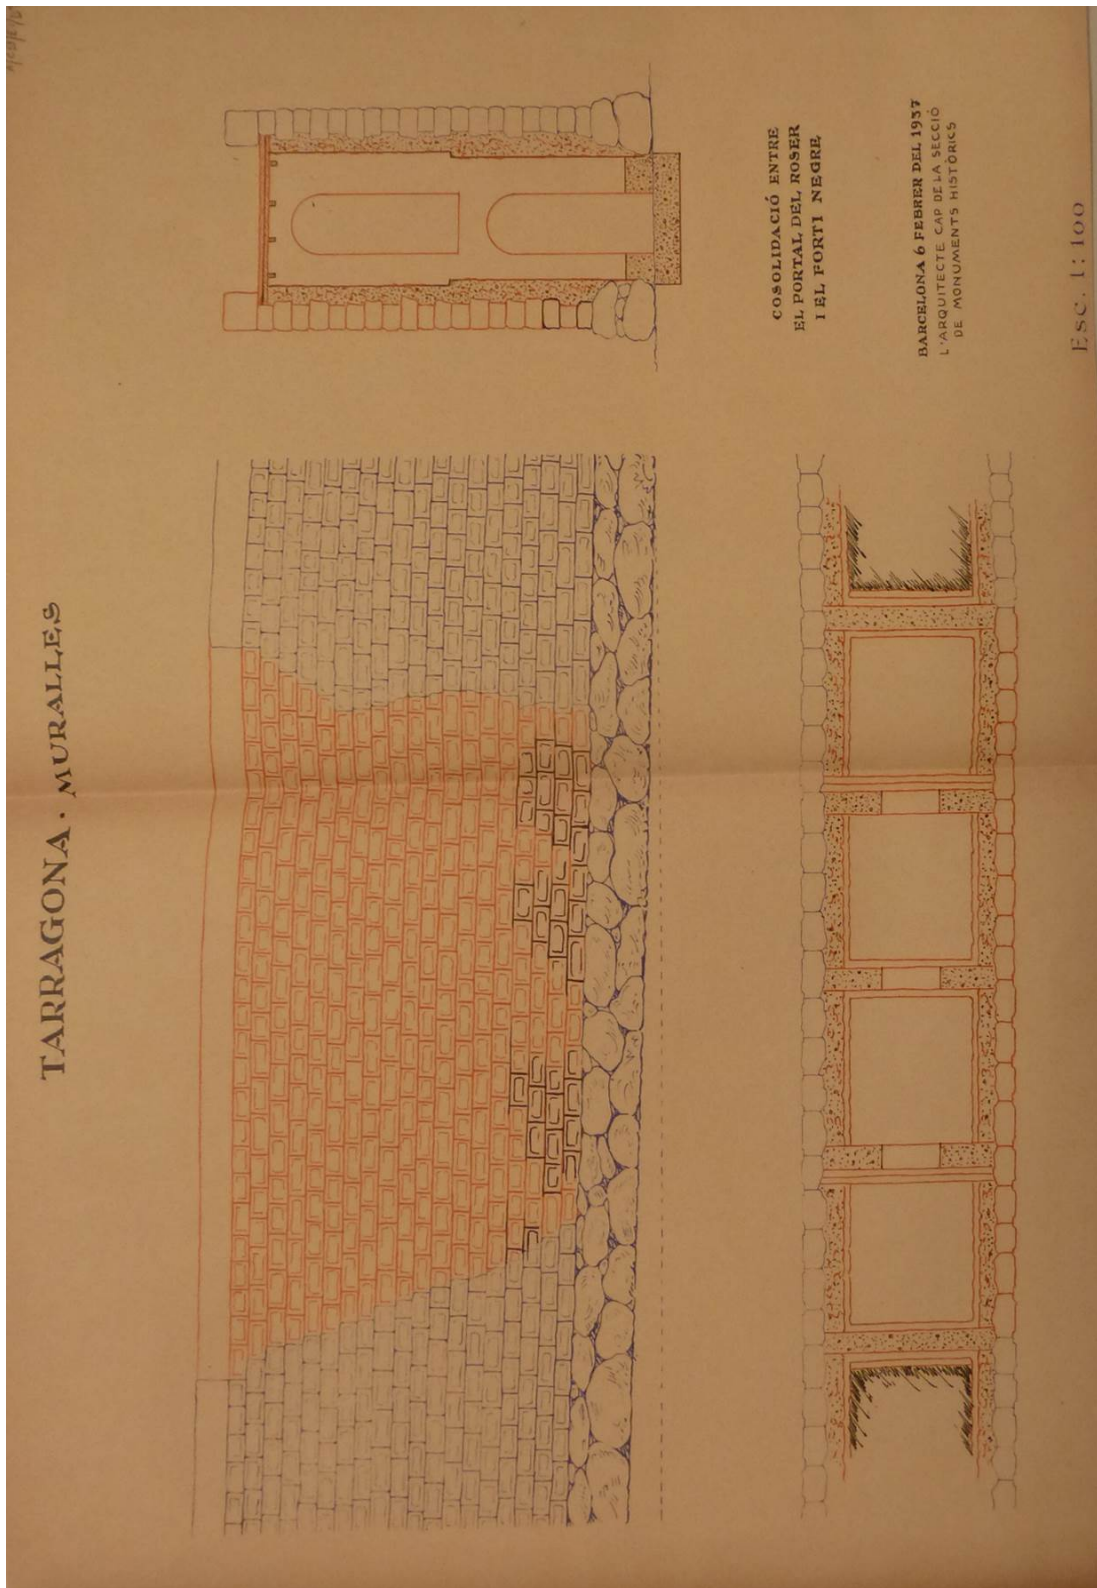 TARRAGONA · MURALLES
COSOLIDACIÓ ENTRE
EL PORTAL DEL ROSER
I EL FORTI NEGRE
BARCELONA 6 FEBRER DEL 1937
L'ARQUITECTE CAP DE LA SECCIÓ
DE MONUMENTS HISTÒRICS
Esc. 1:100